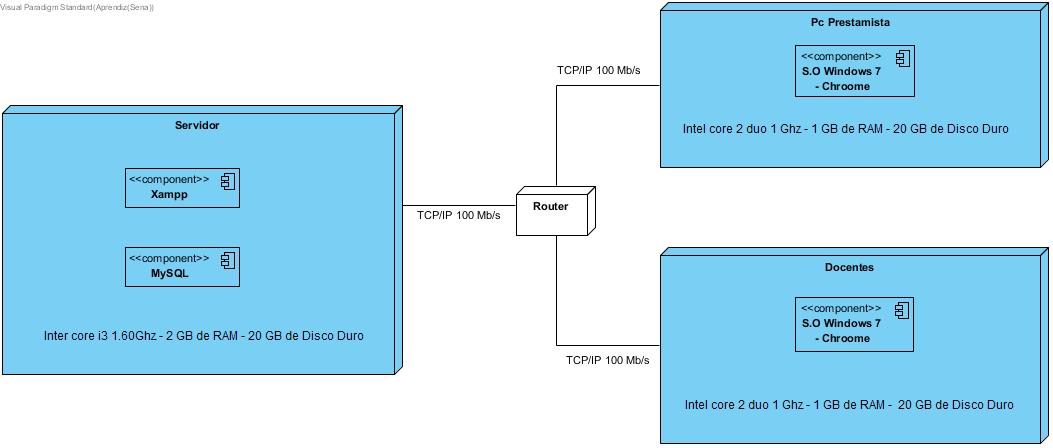 Visual Paradigm Standard(Aprendiz(Sena))
Pc Prestamista
<<component>>
S.O Windows 7
- Chroome
Intel core 2 duo 1 Ghz - 1 GB de RAM - 20 GB de Disco Duro
TCP/IP 100 Mb/s
Servidor
<<component>>
Xampp
<<component>>
MySQL
Inter core i3 1.60Ghz - 2 GB de RAM - 20 GB de Disco Duro
TCP/IP 100 Mb/s
Router
TCP/IP 100 Mb/s
Docentes
<<component>>
S.O Windows 7
- Chroome
Intel core 2 duo 1 Ghz - 1 GB de RAM - 20 GB de Disco Duro